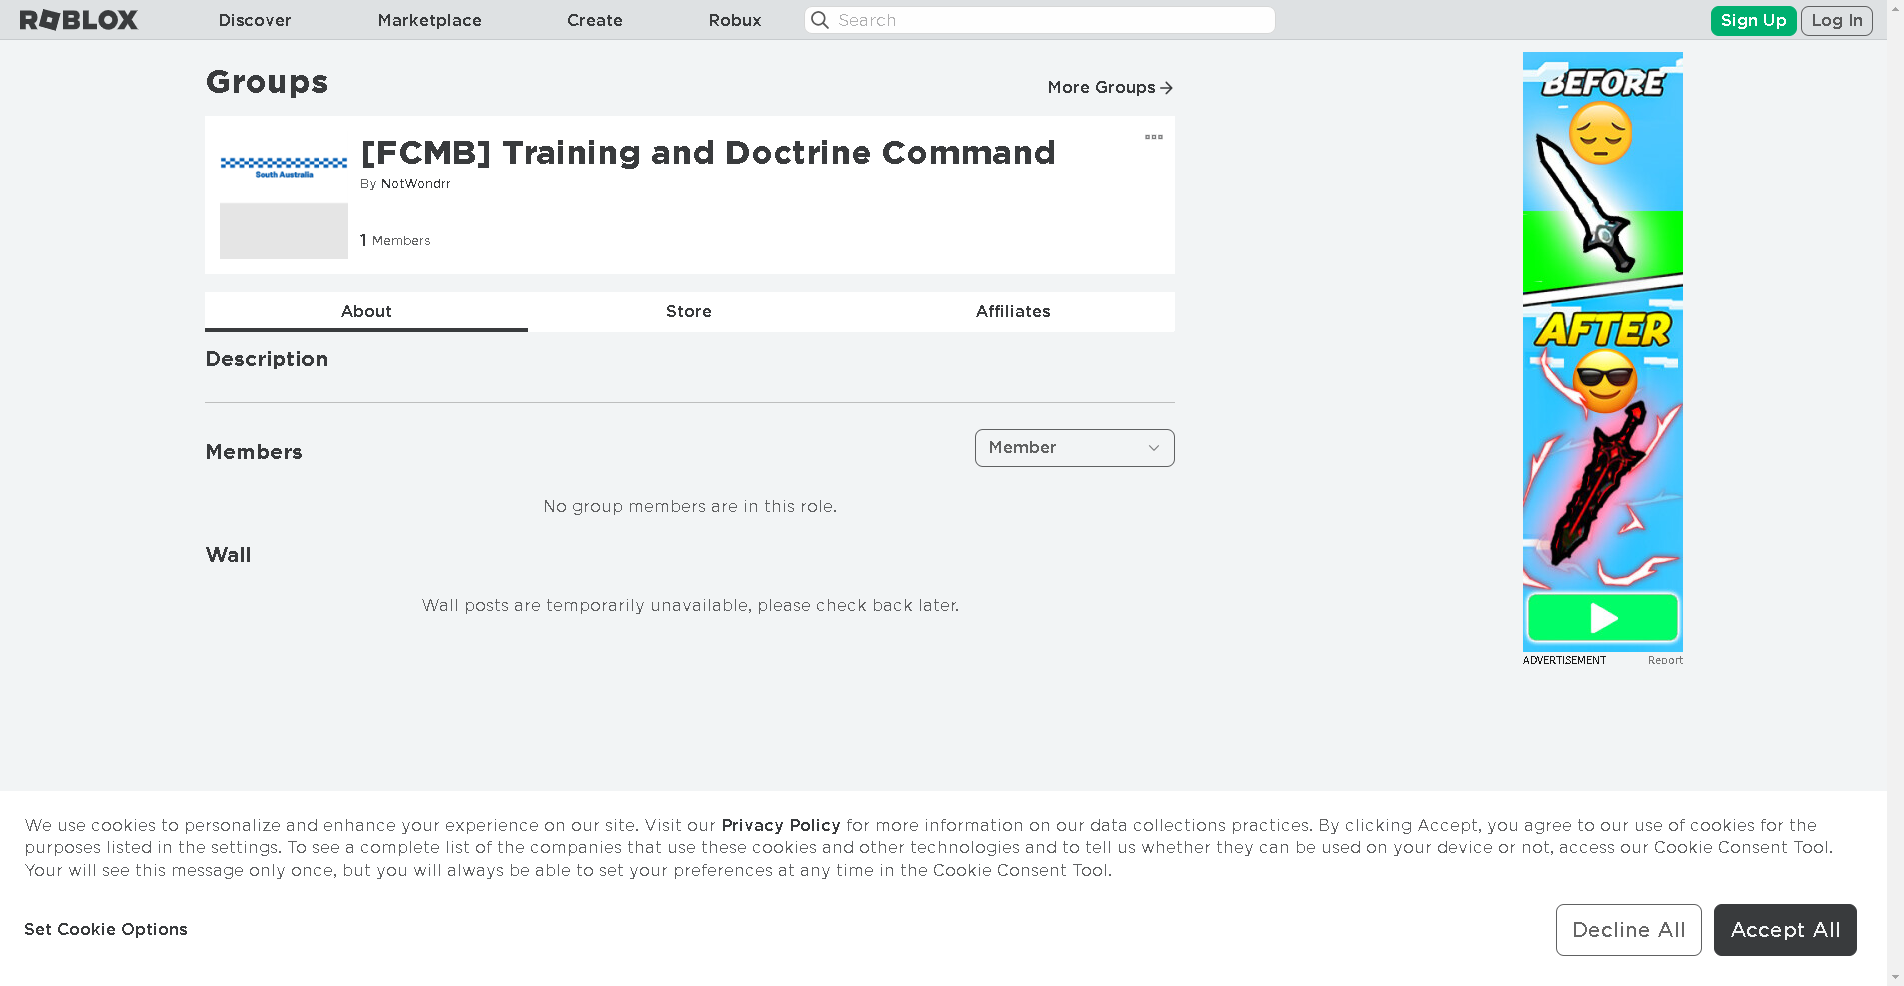 ROBLOX
Discover
Marketplace
Create
Robux
Search
Sign Up
Log In
Groups
More Groups
South Australia
[FCMB] Training and Doctrine Command
By NotWondrr
1 Members
About
Store
Affiliates
Description
Members
Member
No group members are in this role.
Wall
Wall posts are temporarily unavailable, please check back later.
BEFORE
AFTER
ADVERTISEMENT
Report
We use cookies to personalize and enhance your experience on our site. Visit our Privacy Policy for more information on our data collections practices. By clicking Accept, you agree to our use of cookies for the
purposes listed in the settings. To see a complete list of the companies that use these cookies and other technologies and to tell us whether they can be used on your device or not, access our Cookie Consent Tool.
Your will see this message only once, but you will always be able to set your preferences at any time in the Cookie Consent Tool.
Set Cookie Options
Decline All
Accept All